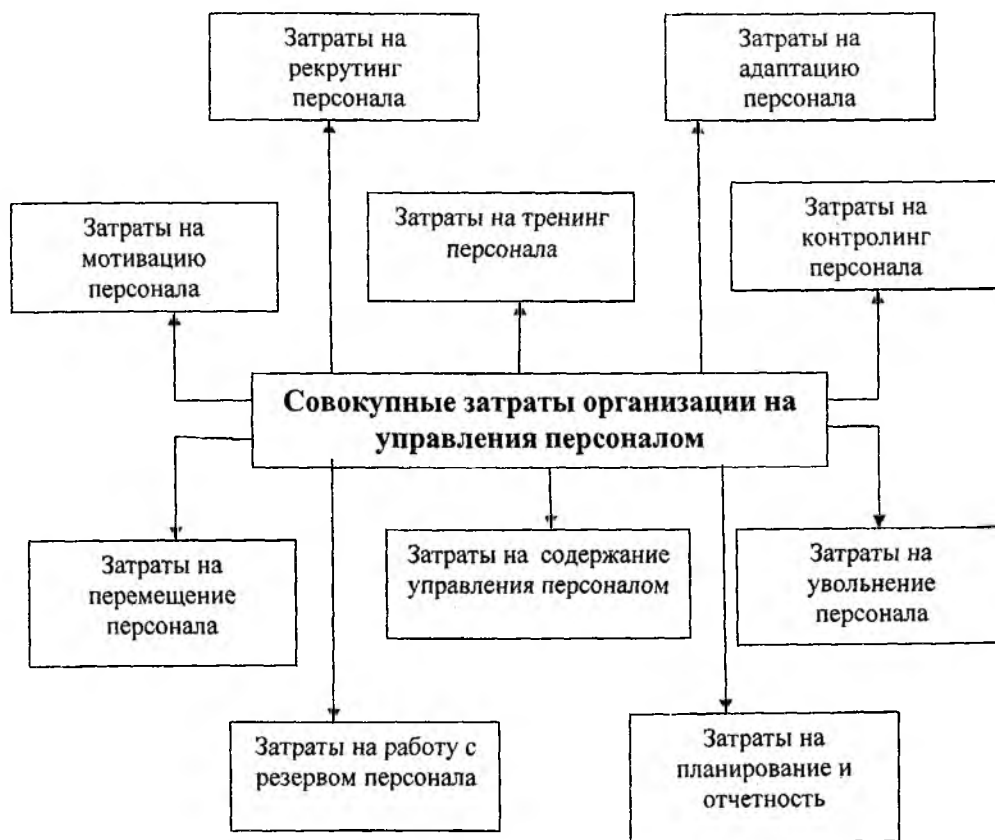 Затраты на
рекрутинг
персонала
Затраты на
адаптацию
персонала
Затраты на
мотивацию
персонала
Затраты на тренинг
персонала
Затраты на
контролинг
персонала
Совокупные затраты организации на
управления персоналом
Затраты на
перемещение
персонала
Затраты на содержание
управления персоналом
Затраты на
увольнение
персонала
Затраты на работу с
резервом персонала
Затраты на
планирование и
отчетность